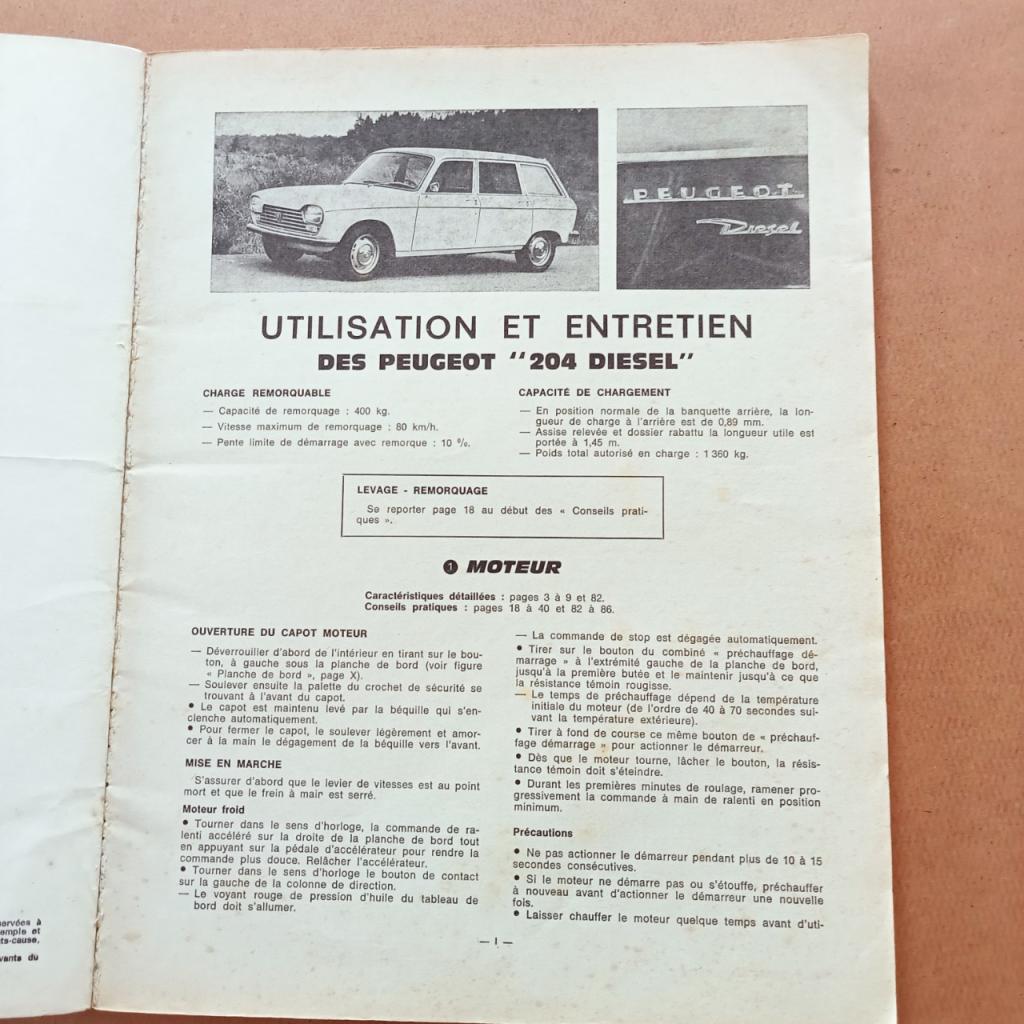 PEUGEOT
Diesel
UTILISATION ET ENTRETIEN
DES PEUGEOT "204 DIESEL"
CHARGE REMORQUABLE
— Capacité de remorquage : 400 kg.
— Vitesse maximum de remorquage : 80 km/h.
— Pente limite de démarrage avec remorque : 10 %.
CAPACITÉ DE CHARGEMENT
— En position normale de la banquette arrière, la lon-
gueur de charge à l'arrière est de 0,89 mm.
— Assise relevée et dossier rabattu la longueur utile est
portée à 1,45 m.
— Poids total autorisé en charge : 1 360 kg.
LEVAGE - REMORQUAGE
Se reporter page 18 au début des « Conseils prati-
ques ».
1 MOTEUR
Caractéristiques détaillées : pages 3 à 9 et 82.
Conseils pratiques : pages 18 à 40 et 82 à 86.
OUVERTURE DU CAPOT MOTEUR
— Déverrouiller d'abord de l'intérieur en tirant sur le bou-
ton, à gauche sous la planche de bord (voir figure
« Planche de bord », page X).
— Soulever ensuite la palette du crochet de sécurité se
trouvant à l'avant du capot.
• Le capot est maintenu levé par la béquille qui s'en-
clenche automatiquement.
• Pour fermer le capot, le soulever légèrement et amor-
cer à la main le dégagement de la béquille vers l'avant.
MISE EN MARCHE
S'assurer d'abord que le levier de vitesses est au point
mort et que le frein à mair est serré.
Moteur froid
• Tourner dans le sens d'horloge, la commande de ra-
lenti accéléré sur la droite de la planche de bord tout
en appuyant sur la pédale d'accélérateur pour rendre la
commande plus douce. Relâcher l'accélérateur.
• Tourner dans le sens d'horloge le bouton de contact
sur la gauche de la colonne de direction.
— Le voyant rouge de pression d'huile du tableau de
bord doit s'allumer.
— La commande de stop est dégagée automatiquement.
• Tirer sur le bouton du combiné « préchauffage dé-
marrage » à l'extrémité gauche de la planche de bord,
jusqu'à la première butée et le maintenir jusqu'à ce que
la résistance témoin rougisse.
— Le temps de préchauffage dépend de la température
initiale du moteur (de l'ordre de 40 à 70 secondes sui-
vant la température extérieure).
• Tirer à fond de course ce même bouton de « préchauf-
fage démarrage » pour actionner le démarreur.
• Dès que le moteur tourne, lâcher le bouton, la résis-
tance témoin doit s'éteindre.
• Durant les premières minutes de roulage, ramener pro-
gressivement la commande à main de ralenti en position
minimum.
Précautions
• Ne pas actionner le démarreur pendant plus de 10 à 15
secondes consécutives.
• Si le moteur ne démarre pas ou s'étouffe, préchauffer
à nouveau avant d'actionner le démarreur une nouvelle
fois.
• Laisser chauffer le moteur quelque temps avant d'uti-
— I —
ervées à
emple et
ts-cause,
vants du